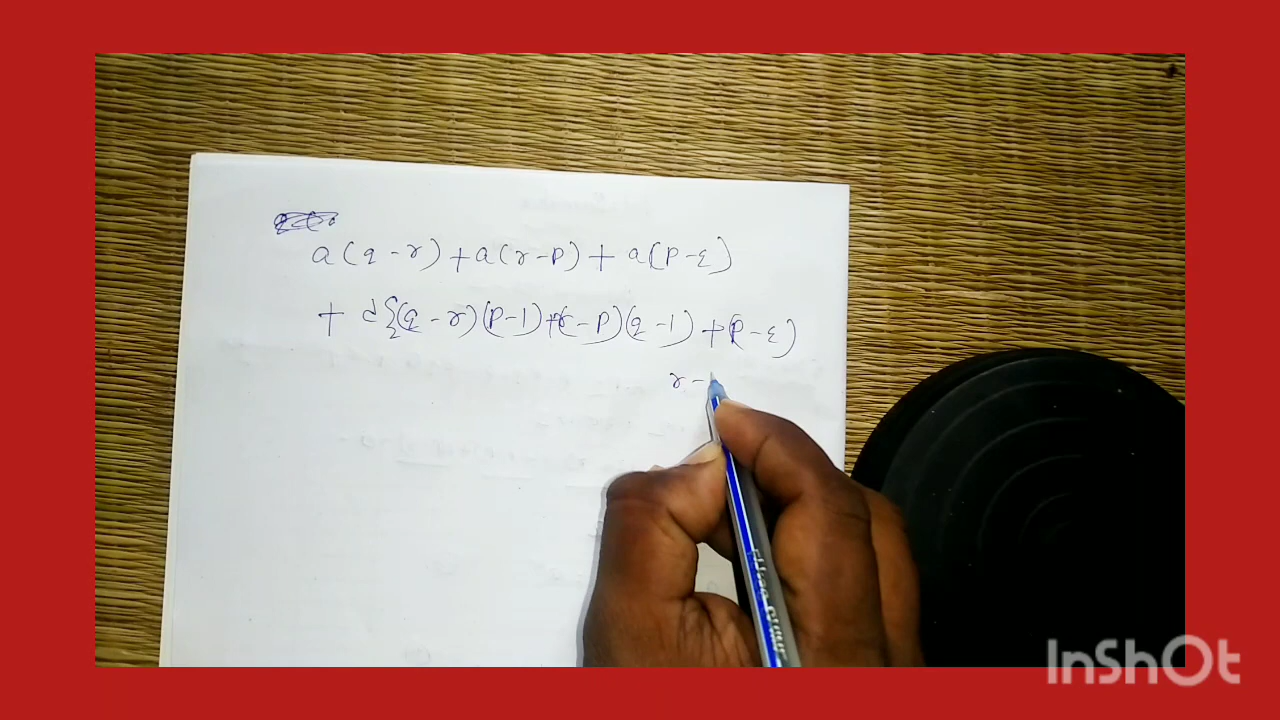 a(q-r)+a(r-p)+a(p-q)
+ d{(q-r)(p-1)+(r-p)(q-1)+(p-q)
r-
InShOt